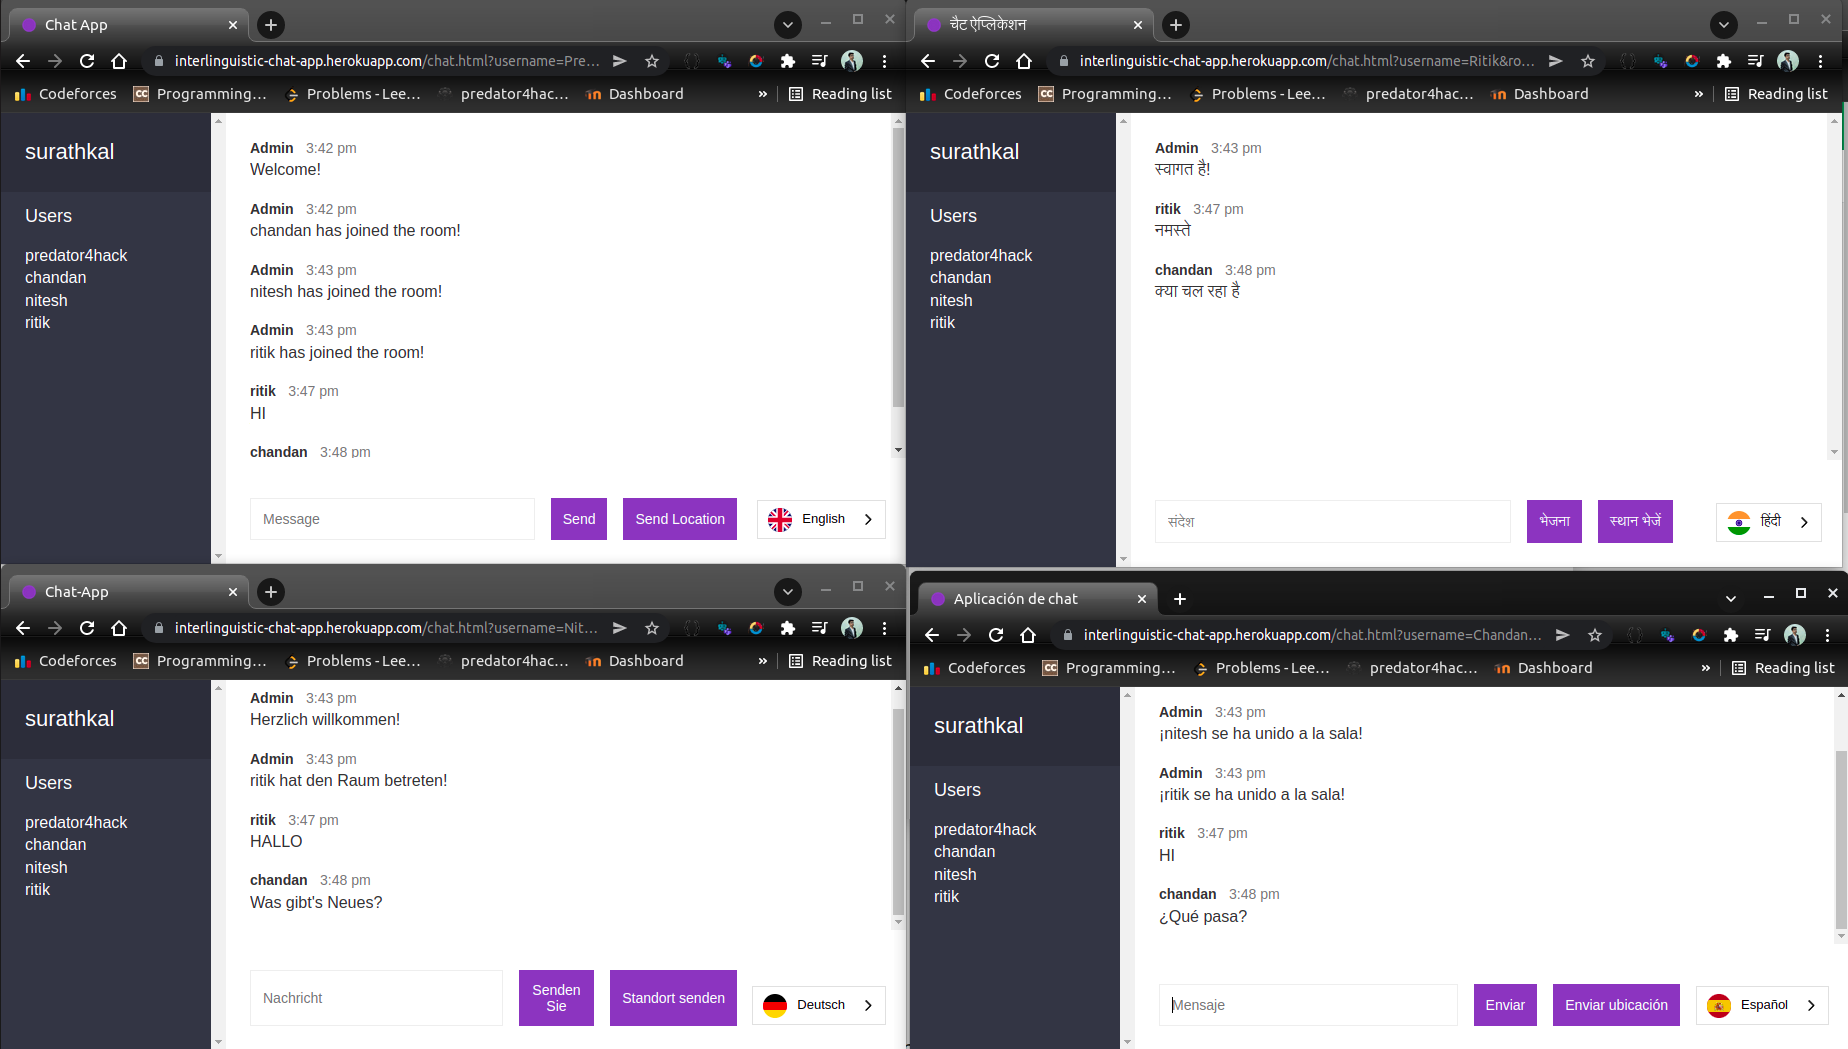 Chat App
interlinguistic-chat-app.herokuapp.com/chat.html?username=Pre...
Codeforces
CC Programming...
Problems - Lee...
predator4hac...
Dashboard
»
Reading list
surathkal
Users
predator4hack
chandan
nitesh
ritik
Admin 3:42 pm
Welcome!
Admin 3:42 pm
chandan has joined the room!
Admin 3:43 pm
nitesh has joined the room!
Admin 3:43 pm
ritik has joined the room!
ritik 3:47 pm
HI
chandan 3:48 pm
Message
Send
Send Location
English
चैट ऐप्लिकेशन
interlinguistic-chat-app.herokuapp.com/chat.html?username=Ritik&ro...
Codeforces
CC Programming...
Problems - Lee...
predator4hac...
Dashboard
»
Reading list
surathkal
Users
predator4hack
chandan
nitesh
ritik
Admin 3:43 pm
स्वागत है!
ritik 3:47 pm
नमस्ते
chandan 3:48 pm
क्या चल रहा है
संदेश
भेजना
स्थान भेजें
हिंदी
Chat-App
interlinguistic-chat-app.herokuapp.com/chat.html?username=Nit...
Codeforces
CC Programming...
Problems - Lee...
predator4hac...
Dashboard
»
Reading list
surathkal
Users
predator4hack
chandan
nitesh
ritik
Admin 3:43 pm
Herzlich willkommen!
Admin 3:43 pm
ritik hat den Raum betreten!
ritik 3:47 pm
HALLO
chandan 3:48 pm
Was gibt's Neues?
Nachricht
Senden
Sie
Standort senden
Deutsch
Aplicación de chat
interlinguistic-chat-app.herokuapp.com/chat.html?username=Chandan...
Codeforces
CC Programming...
Problems - Lee...
predator4hac...
Dashboard
»
Reading list
surathkal
Users
predator4hack
chandan
nitesh
ritik
Admin 3:43 pm
¡nitesh se ha unido a la sala!
Admin 3:43 pm
¡ritik se ha unido a la sala!
ritik 3:47 pm
HI
chandan 3:48 pm
¿Qué pasa?
Mensaje
Enviar
Enviar ubicación
Español